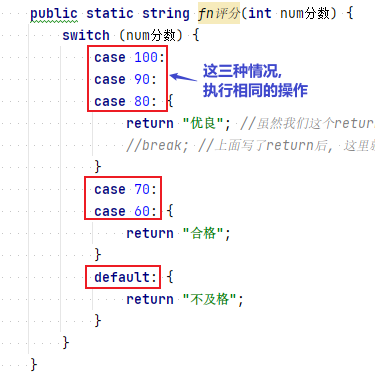 public static string fn评分(int num分数) {
switch (num分数) {
case 100:
case 90:
case 80: {
这三种情况,
执行相同的操作
return "优良"; //虽然我们这个retur
//break; //上面写了return后, 这里
}
case 70:
case 60: {
return "合格";
}
default: {
return "不及格";
}
}
}